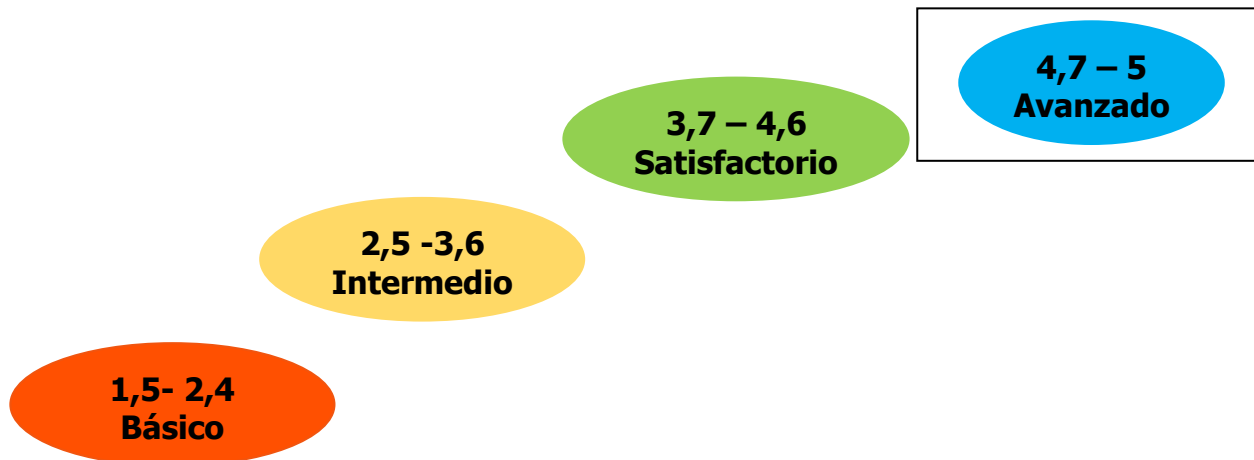 4,7 – 5
Avanzado
3,7 – 4,6
Satisfactorio
2,5 -3,6
Intermedio
1,5- 2,4
Básico